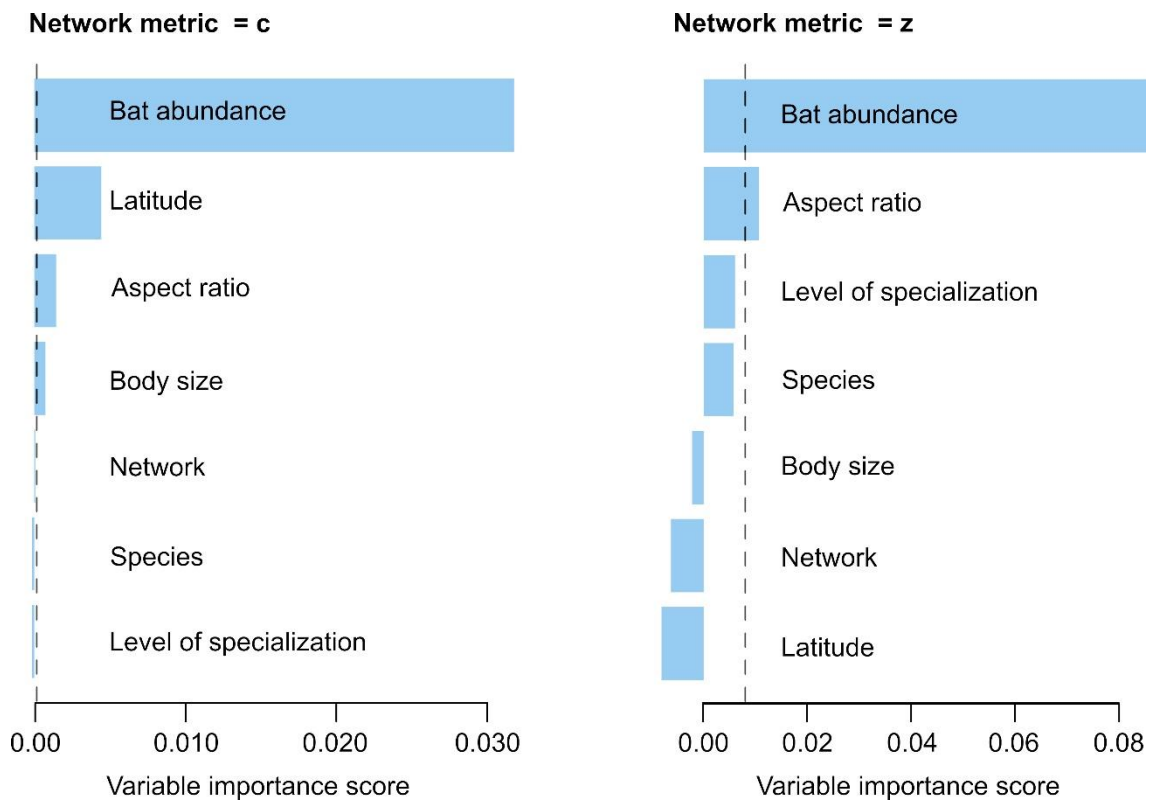 Network metric = c
Bat abundance
Latitude
Aspect ratio
Body size
Network
Species
Level of specialization
0.00 0.010 0.020 0.030
Variable importance score
Network metric = z
Bat abundance
Aspect ratio
Level of specialization
Species
Body size
Network
Latitude
0.00 0.02 0.04 0.06 0.08
Variable importance score